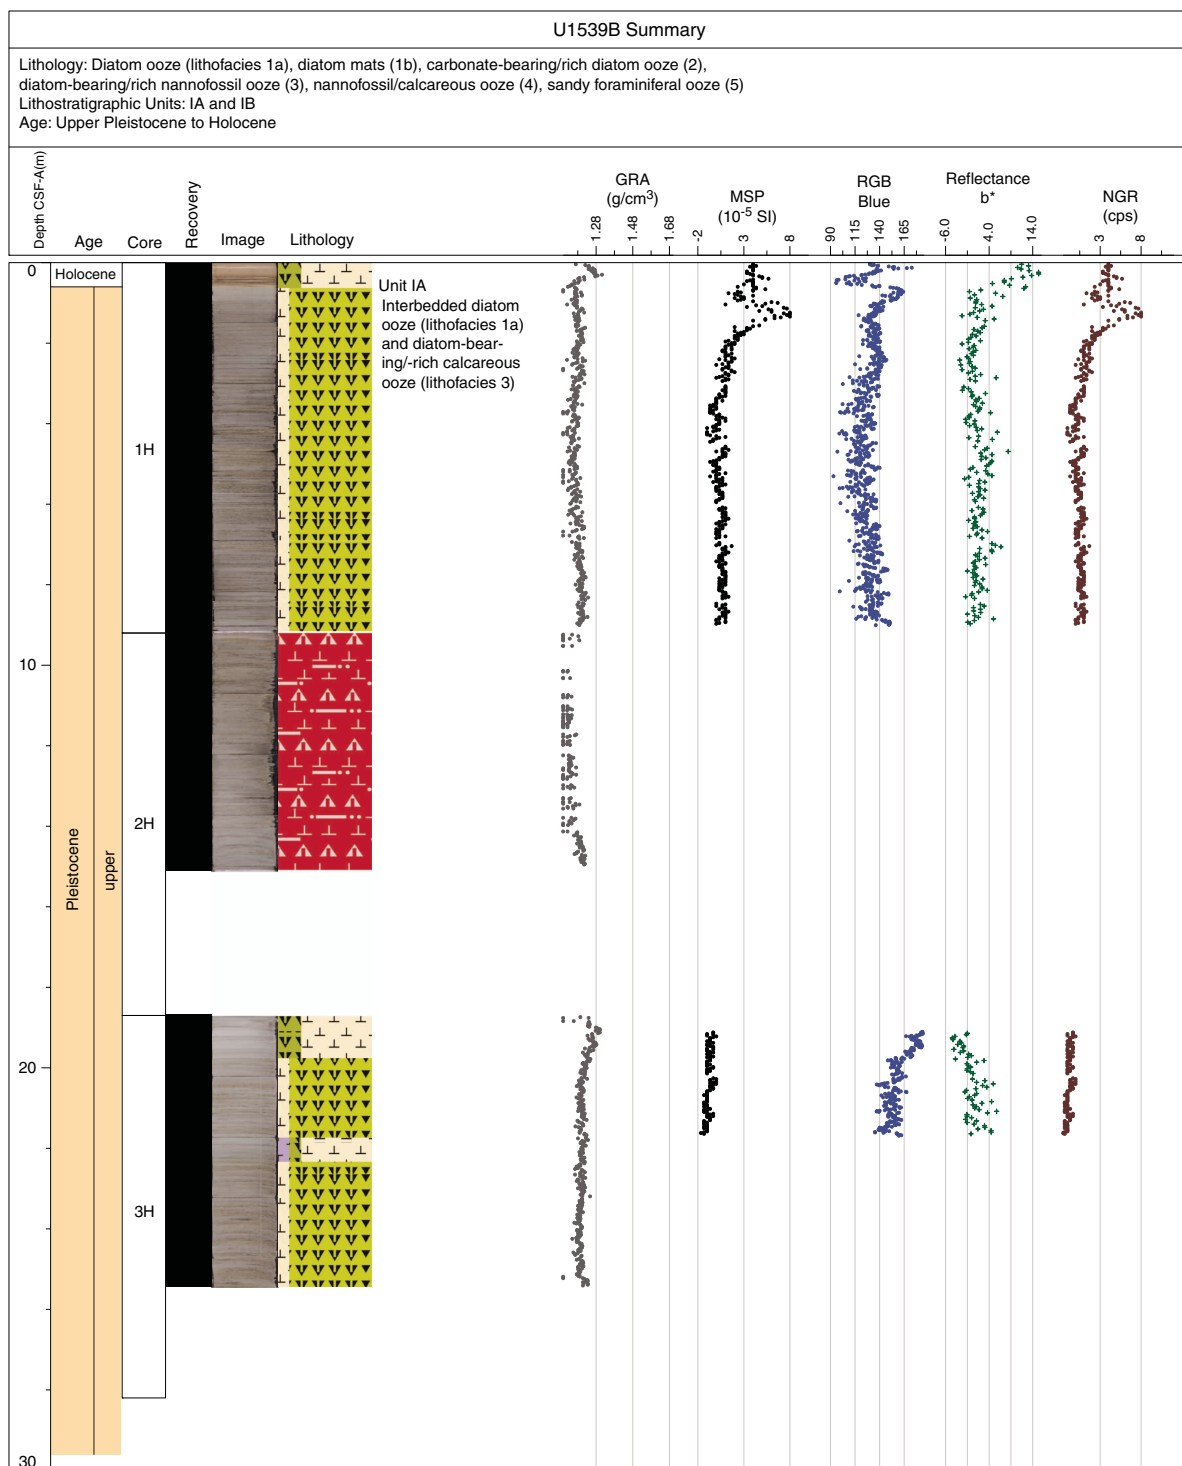 U1539B Summary
Lithology: Diatom ooze (lithofacies 1a), diatom mats (1b), carbonate-bearing/rich diatom ooze (2),
diatom-bearing/rich nannofossil ooze (3), nannofossil/calcareous ooze (4), sandy foraminiferal ooze (5)
Lithostratigraphic Units: IA and IB
Age: Upper Pleistocene to Holocene
Depth CSF-A(m)
Age
Core
Recovery
Image
Lithology
GRA
(g/cm3)
1.28 1.48 1.68
MSP
(10-5 SI)
-2 3 8
RGB
Blue
90 115 140 165
Reflectance
b*
-6.0 4.0 14.0
NGR
(cps)
3 8
0
Holocene
Unit IA
Interbedded diatom
ooze (lithofacies 1a)
and diatom-bear-
ing/-rich calcareous
ooze (lithofacies 3)
1H
10
2H
Pleistocene
upper
20
3H
30